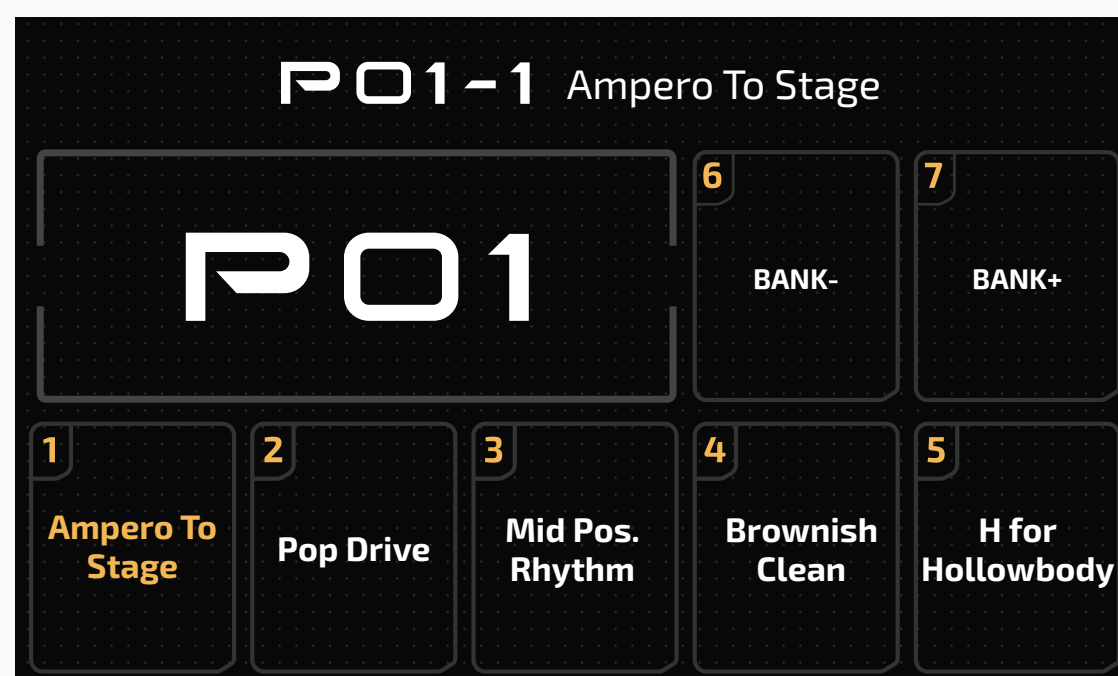 P01-1 Ampero To Stage
P01
6
BANK-
7
BANK+
1
Ampero To
Stage
2
Pop Drive
3
Mid Pos.
Rhythm
4
Brownish
Clean
5
H for
Hollowbody